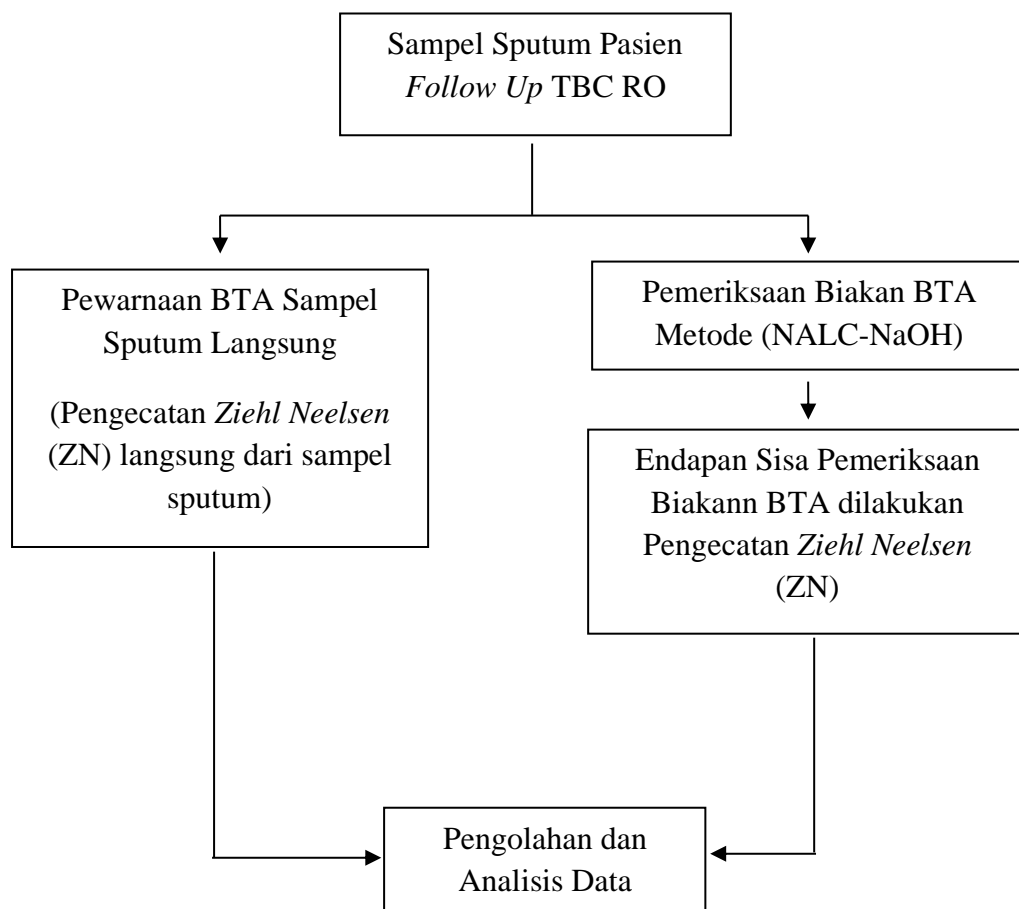 Sampel Sputum Pasien
Follow Up TBC RO
Pewarnaan BTA Sampel
Sputum Langsung
(Pengecatan Ziehl Neelsen
(ZN) langsung dari sampel
sputum)
Pemeriksaan Biakan BTA
Metode (NALC-NaOH)
Endapan Sisa Pemeriksaan
Biakann BTA dilakukan
Pengecatan Ziehl Neelsen
(ZN)
Pengolahan dan
Analisis Data